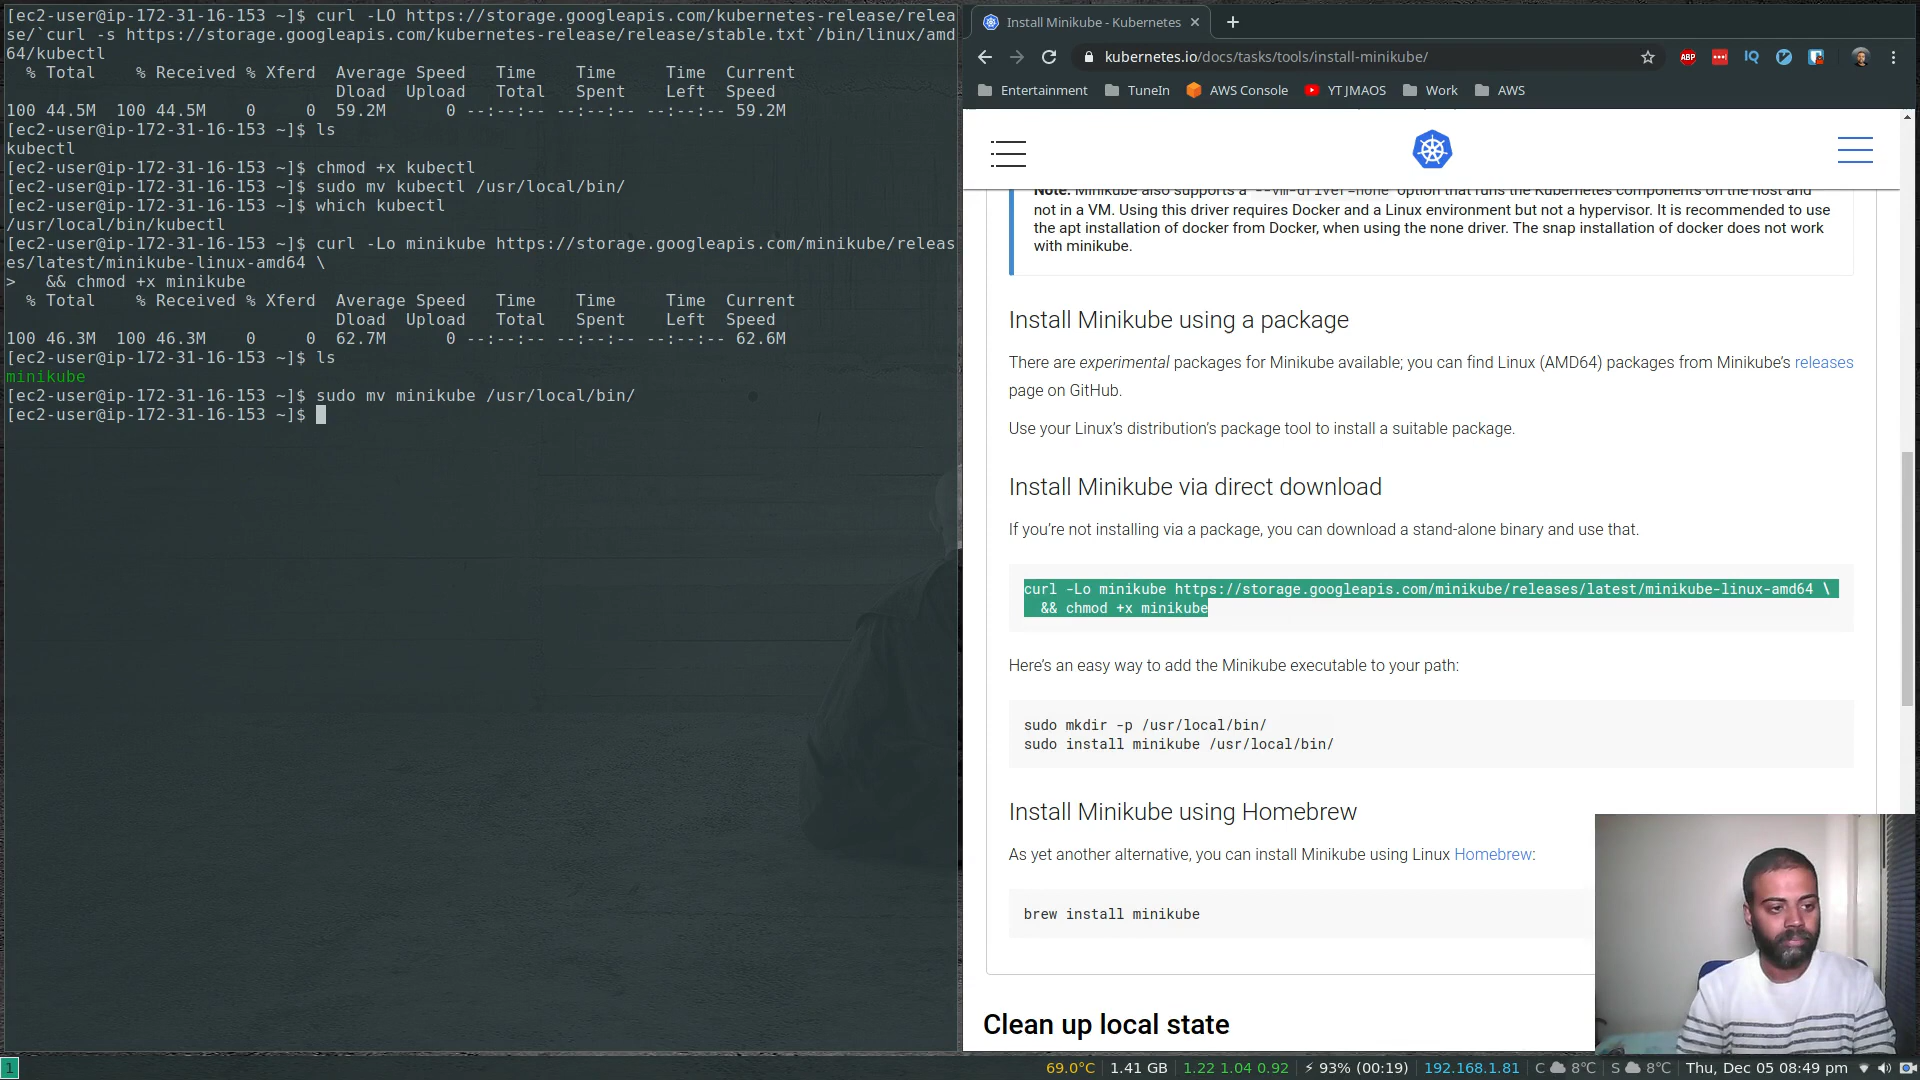 [ec2-user@ip-172-31-16-153 ~]$ curl -LO https://storage.googleapis.com/kubernetes-release/relea
se/`curl -s https://storage.googleapis.com/kubernetes-release/release/stable.txt`/bin/linux/amd
64/kubectl
% Total % Received % Xferd Average Speed Time Time Time Current
Dload Upload Total Spent Left Speed
100 44.5M 100 44.5M 0 0 59.2M 0 --:--:-- --:--:-- --:--:-- 59.2M
[ec2-user@ip-172-31-16-153 ~]$ ls
kubectl
[ec2-user@ip-172-31-16-153 ~]$ chmod +x kubectl
[ec2-user@ip-172-31-16-153 ~]$ sudo mv kubectl /usr/local/bin/
[ec2-user@ip-172-31-16-153 ~]$ which kubectl
/usr/local/bin/kubectl
[ec2-user@ip-172-31-16-153 ~]$ curl -Lo minikube https://storage.googleapis.com/minikube/releas
es/latest/minikube-linux-amd64 \
> && chmod +x minikube
% Total % Received % Xferd Average Speed Time Time Time Current
Dload Upload Total Spent Left Speed
100 46.3M 100 46.3M 0 0 62.7M 0 --:--:-- --:--:-- --:--:-- 62.6M
[ec2-user@ip-172-31-16-153 ~]$ ls
minikube
[ec2-user@ip-172-31-16-153 ~]$ sudo mv minikube /usr/local/bin/
[ec2-user@ip-172-31-16-153 ~]$
Install Minikube - Kubernetes
kubernetes.io/docs/tasks/tools/install-minikube/
ABP
IQ
Entertainment TuneIn AWS Console YT JMAOS Work AWS
Note: Minikube also supports a --vm-driver=none option that runs the Kubernetes components on the host and
not in a VM. Using this driver requires Docker and a Linux environment but not a hypervisor. It is recommended to use
the apt installation of docker from Docker, when using the none driver. The snap installation of docker does not work
with minikube.
Install Minikube using a package
There are experimental packages for Minikube available; you can find Linux (AMD64) packages from Minikube’s releases
page on GitHub.
Use your Linux’s distribution’s package tool to install a suitable package.
Install Minikube via direct download
If you’re not installing via a package, you can download a stand-alone binary and use that.
curl -Lo minikube https://storage.googleapis.com/minikube/releases/latest/minikube-linux-amd64 \
&& chmod +x minikube
Here’s an easy way to add the Minikube executable to your path:
sudo mkdir -p /usr/local/bin/
sudo install minikube /usr/local/bin/
Install Minikube using Homebrew
As yet another alternative, you can install Minikube using Linux Homebrew:
brew install minikube
Clean up local state
1
69.0°C 1.41 GB 1.22 1.04 0.92 ⚡ 93% (00:19) 192.168.1.81 C 8°C S 8°C Thu, Dec 05 08:49 pm